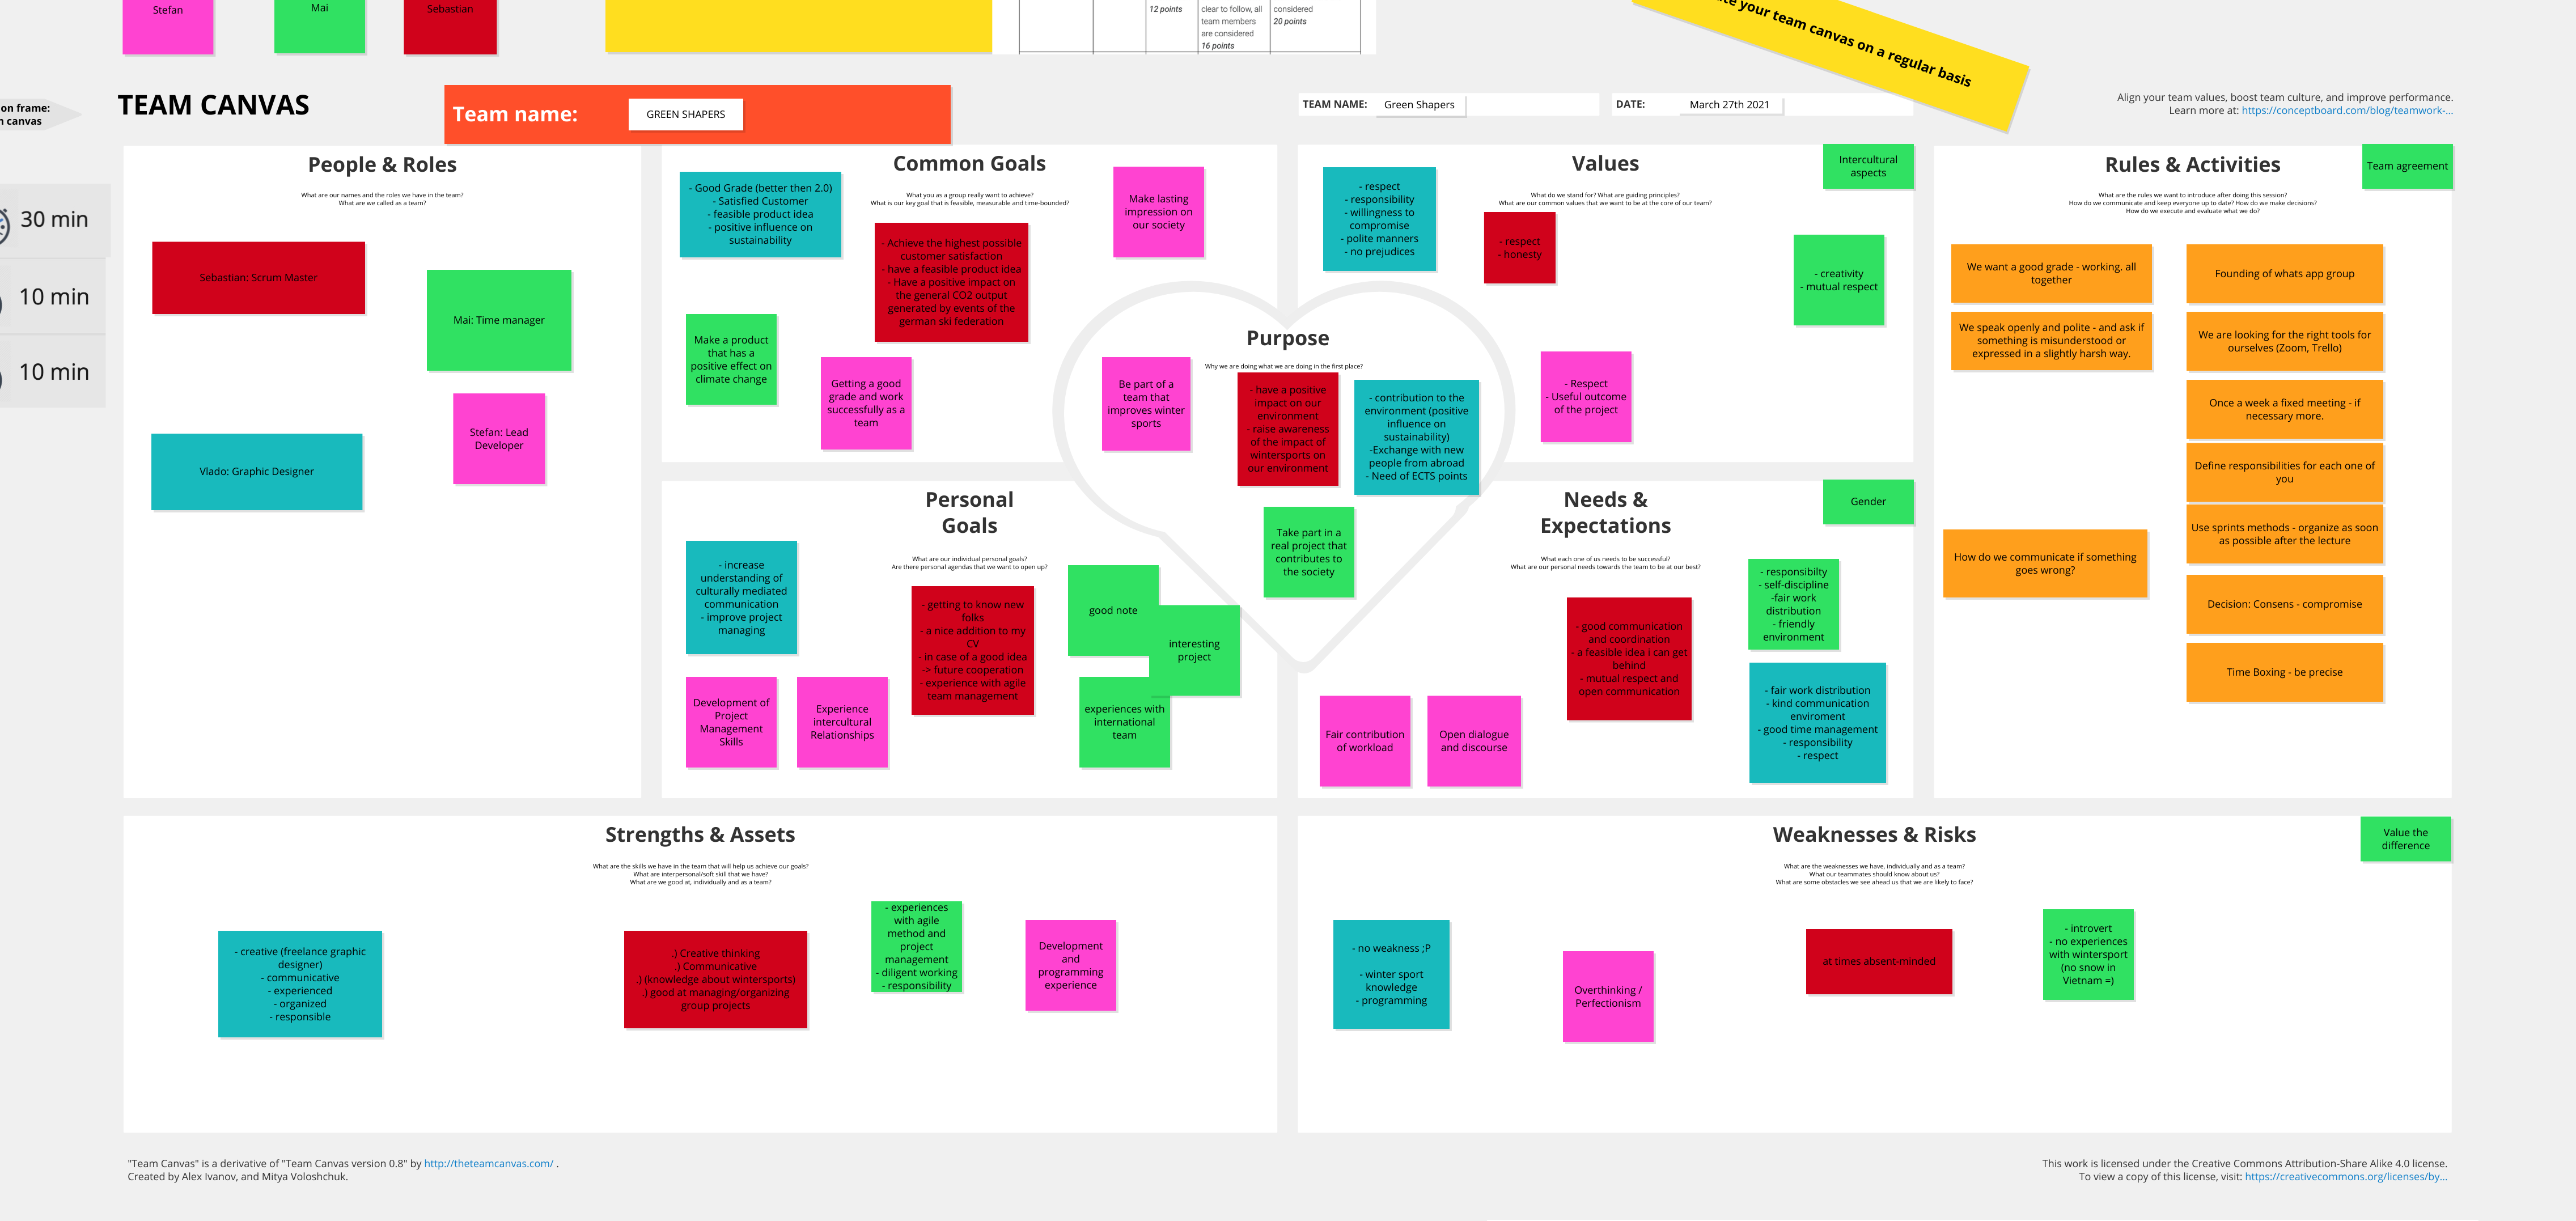 Stefan
Mai
Sebastian
12 points
clear to follow, all
team members
are considered
16 points
considered
20 points
your team canvas on a regular basis
on frame:
canvas
30 min
10 min
10 min
TEAM CANVAS
Team name:
GREEN SHAPERS
TEAM NAME:
Green Shapers
DATE:
March 27th 2021
Align your team values, boost team culture, and improve performance.
Learn more at: https://conceptboard.com/blog/teamwork-...
People & Roles
What are our names and the roles we have in the team?
What are we called as a team?
Sebastian: Scrum Master
Mai: Time manager
Stefan: Lead
Developer
Vlado: Graphic Designer
Common Goals
What you as a group really want to achieve?
What is our key goal that is feasible, measurable and time-bounded?
- Good Grade (better then 2.0)
- Satisfied Customer
- feasible product idea
- positive influence on
sustainability
- Achieve the highest possible
customer satisfaction
- have a feasible product idea
- Have a positive impact on
the general CO2 output
generated by events of the
german ski federation
Make lasting
impression on
our society
Make a product
that has a
positive effect on
climate change
Getting a good
grade and work
successfully as a
team
Values
What do we stand for? What are guiding principles?
What are our common values that we want to be at the core of our team?
Intercultural
aspects
- respect
- responsibility
- willingness to
compromise
- polite manners
- no prejudices
- respect
- honesty
- creativity
- mutual respect
- Respect
- Useful outcome
of the project
Purpose
Why we are doing what we are doing in the first place?
Be part of a
team that
improves winter
sports
- have a positive
impact on our
environment
- raise awareness
of the impact of
wintersports on
our environment
- contribution to the
environment (positive
influence on
sustainability)
-Exchange with new
people from abroad
- Need of ECTS points
Take part in a
real project that
contributes to
the society
Rules & Activities
Team agreement
What are the rules we want to introduce after doing this session?
How do we communicate and keep everyone up to date? How do we make decisions?
How do we execute and evaluate what we do?
We want a good grade - working. all
together
Founding of whats app group
We speak openly and polite - and ask if
something is misunderstood or
expressed in a slightly harsh way.
We are looking for the right tools for
ourselves (Zoom, Trello)
Once a week a fixed meeting - if
necessary more.
Define responsibilities for each one of
you
Use sprints methods - organize as soon
as possible after the lecture
How do we communicate if something
goes wrong?
Decision: Consens - compromise
Time Boxing - be precise
Personal
Goals
What are our individual personal goals?
Are there personal agendas that we want to open up?
- increase
understanding of
culturally mediated
communication
- improve project
managing
- getting to know new
folks
- a nice addition to my
CV
- in case of a good idea
-> future cooperation
- experience with agile
team management
good note
interesting
project
experiences with
international
team
Development of
Project
Management
Skills
Experience
intercultural
Relationships
Needs &
Expectations
Gender
What each one of us needs to be successful?
What are our personal needs towards the team to be at our best?
- responsibilty
- self-discipline
-fair work
distribution
- friendly
environment
- good communication
and coordination
- a feasible idea i can get
behind
- mutual respect and
open communication
- fair work distribution
- kind communication
enviroment
- good time management
- responsibility
- respect
Fair contribution
of workload
Open dialogue
and discourse
Strengths & Assets
What are the skills we have in the team that will help us achieve our goals?
What are interpersonal/soft skill that we have?
What are we good at, individually and as a team?
- creative (freelance graphic
designer)
- communicative
- experienced
- organized
- responsible
.) Creative thinking
.) Communicative
.) (knowledge about wintersports)
.) good at managing/organizing
group projects
- experiences
with agile
method and
project
management
- diligent working
- responsibility
Development
and
programming
experience
Weaknesses & Risks
Value the
difference
What are the weaknesses we have, individually and as a team?
What our teammates should know about us?
What are some obstacles we see ahead us that we are likely to face?
- no weakness ;P
- winter sport
knowledge
- programming
Overthinking /
Perfectionism
at times absent-minded
- introvert
- no experiences
with wintersport
(no snow in
Vietnam =)
"Team Canvas" is a derivative of "Team Canvas version 0.8" by http://theteamcanvas.com/ .
Created by Alex Ivanov, and Mitya Voloshchuk.
This work is licensed under the Creative Commons Attribution-Share Alike 4.0 license.
To view a copy of this license, visit: https://creativecommons.org/licenses/by...